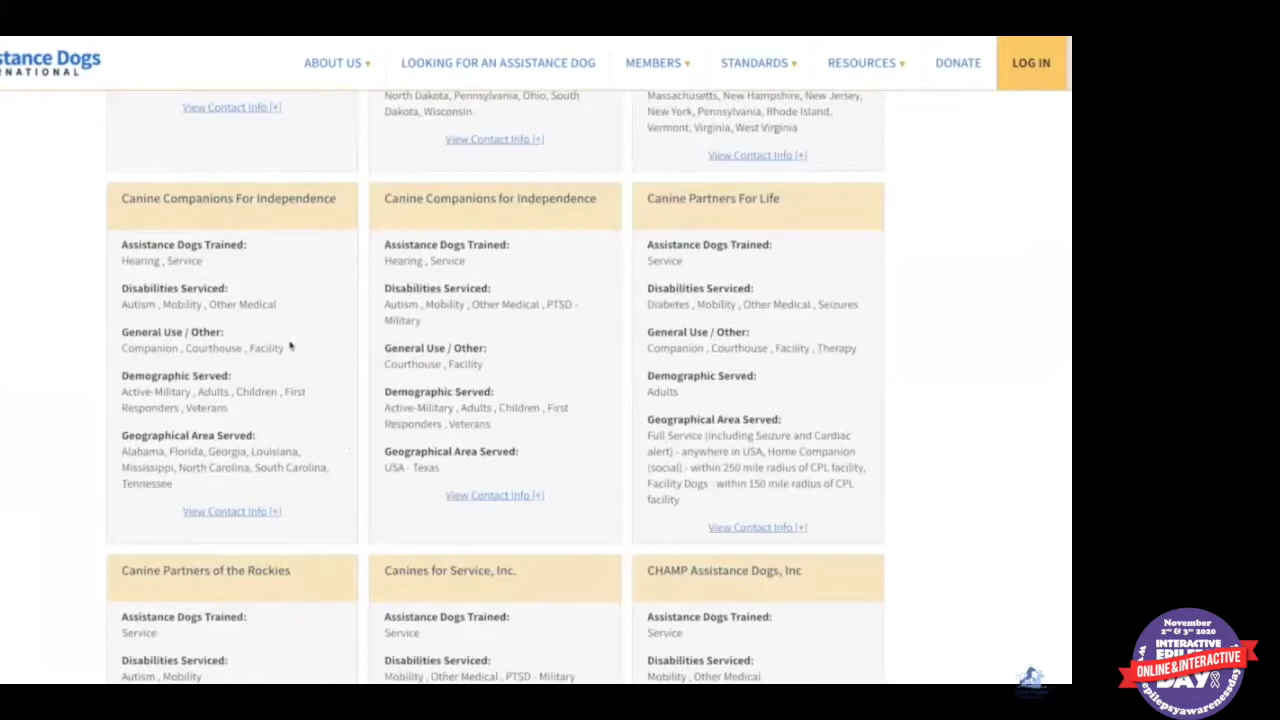 stance Dogs
RNATIONAL
ABOUT US ▾
LOOKING FOR AN ASSISTANCE DOG
MEMBERS ▾
STANDARDS ▾
RESOURCES ▾
DONATE
LOG IN
View Contact Info [+]
North Dakota, Pennsylvania, Ohio, South
Dakota, Wisconsin
View Contact Info [+]
Massachusetts, New Hampshire, New Jersey,
New York, Pennsylvania, Rhode Island,
Vermont, Virginia, West Virginia
View Contact Info [+]
Canine Companions For Independence
Assistance Dogs Trained:
Hearing , Service
Disabilities Serviced:
Autism , Mobility , Other Medical
General Use / Other:
Companion , Courthouse , Facility
Demographic Served:
Active-Military , Adults , Children , First
Responders , Veterans
Geographical Area Served:
Alabama, Florida, Georgia, Louisiana,
Mississippi, North Carolina, South Carolina,
Tennessee
View Contact Info [+]
Canine Companions for Independence
Assistance Dogs Trained:
Hearing , Service
Disabilities Serviced:
Autism , Mobility , Other Medical , PTSD -
Military
General Use / Other:
Courthouse , Facility
Demographic Served:
Active-Military , Adults , Children , First
Responders , Veterans
Geographical Area Served:
USA - Texas
View Contact Info [+]
Canine Partners For Life
Assistance Dogs Trained:
Service
Disabilities Serviced:
Diabetes , Mobility , Other Medical , Seizures
General Use / Other:
Companion , Courthouse , Facility , Therapy
Demographic Served:
Adults
Geographical Area Served:
Full Service (including Seizure and Cardiac
alert) - anywhere in USA, Home Companion
(social) - within 250 mile radius of CPL facility,
Facility Dogs - within 150 mile radius of CPL
facility
View Contact Info [+]
Canine Partners of the Rockies
Assistance Dogs Trained:
Service
Disabilities Serviced:
Autism , Mobility
Canines for Service, Inc.
Assistance Dogs Trained:
Service
Disabilities Serviced:
Mobility , Other Medical , PTSD - Military
CHAMP Assistance Dogs, Inc
Assistance Dogs Trained:
Service
Disabilities Serviced:
Mobility , Other Medical
November
2nd & 3rd 2020
INTERACTIVE
ONLINE & INTERACTIVE
DAY
epilepsyawarenessday